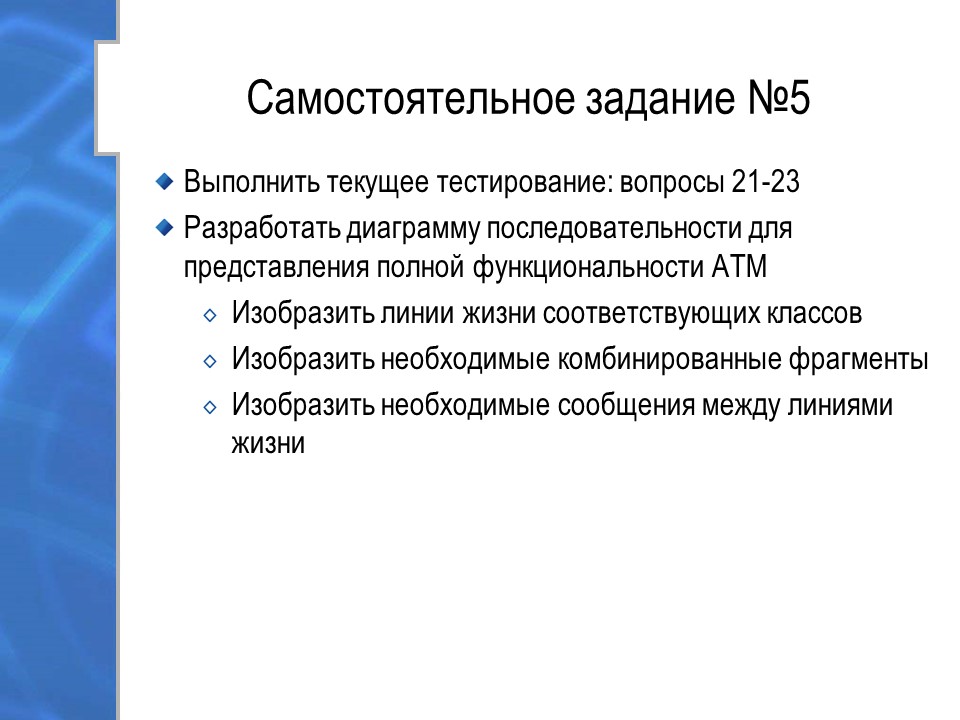 Самостоятельное задание №5
Выполнить текущее тестирование: вопросы 21-23
Разработать диаграмму последовательности для
представления полной функциональности ATM
Изобразить линии жизни соответствующих классов
Изобразить необходимые комбинированные фрагменты
Изобразить необходимые сообщения между линиями
жизни